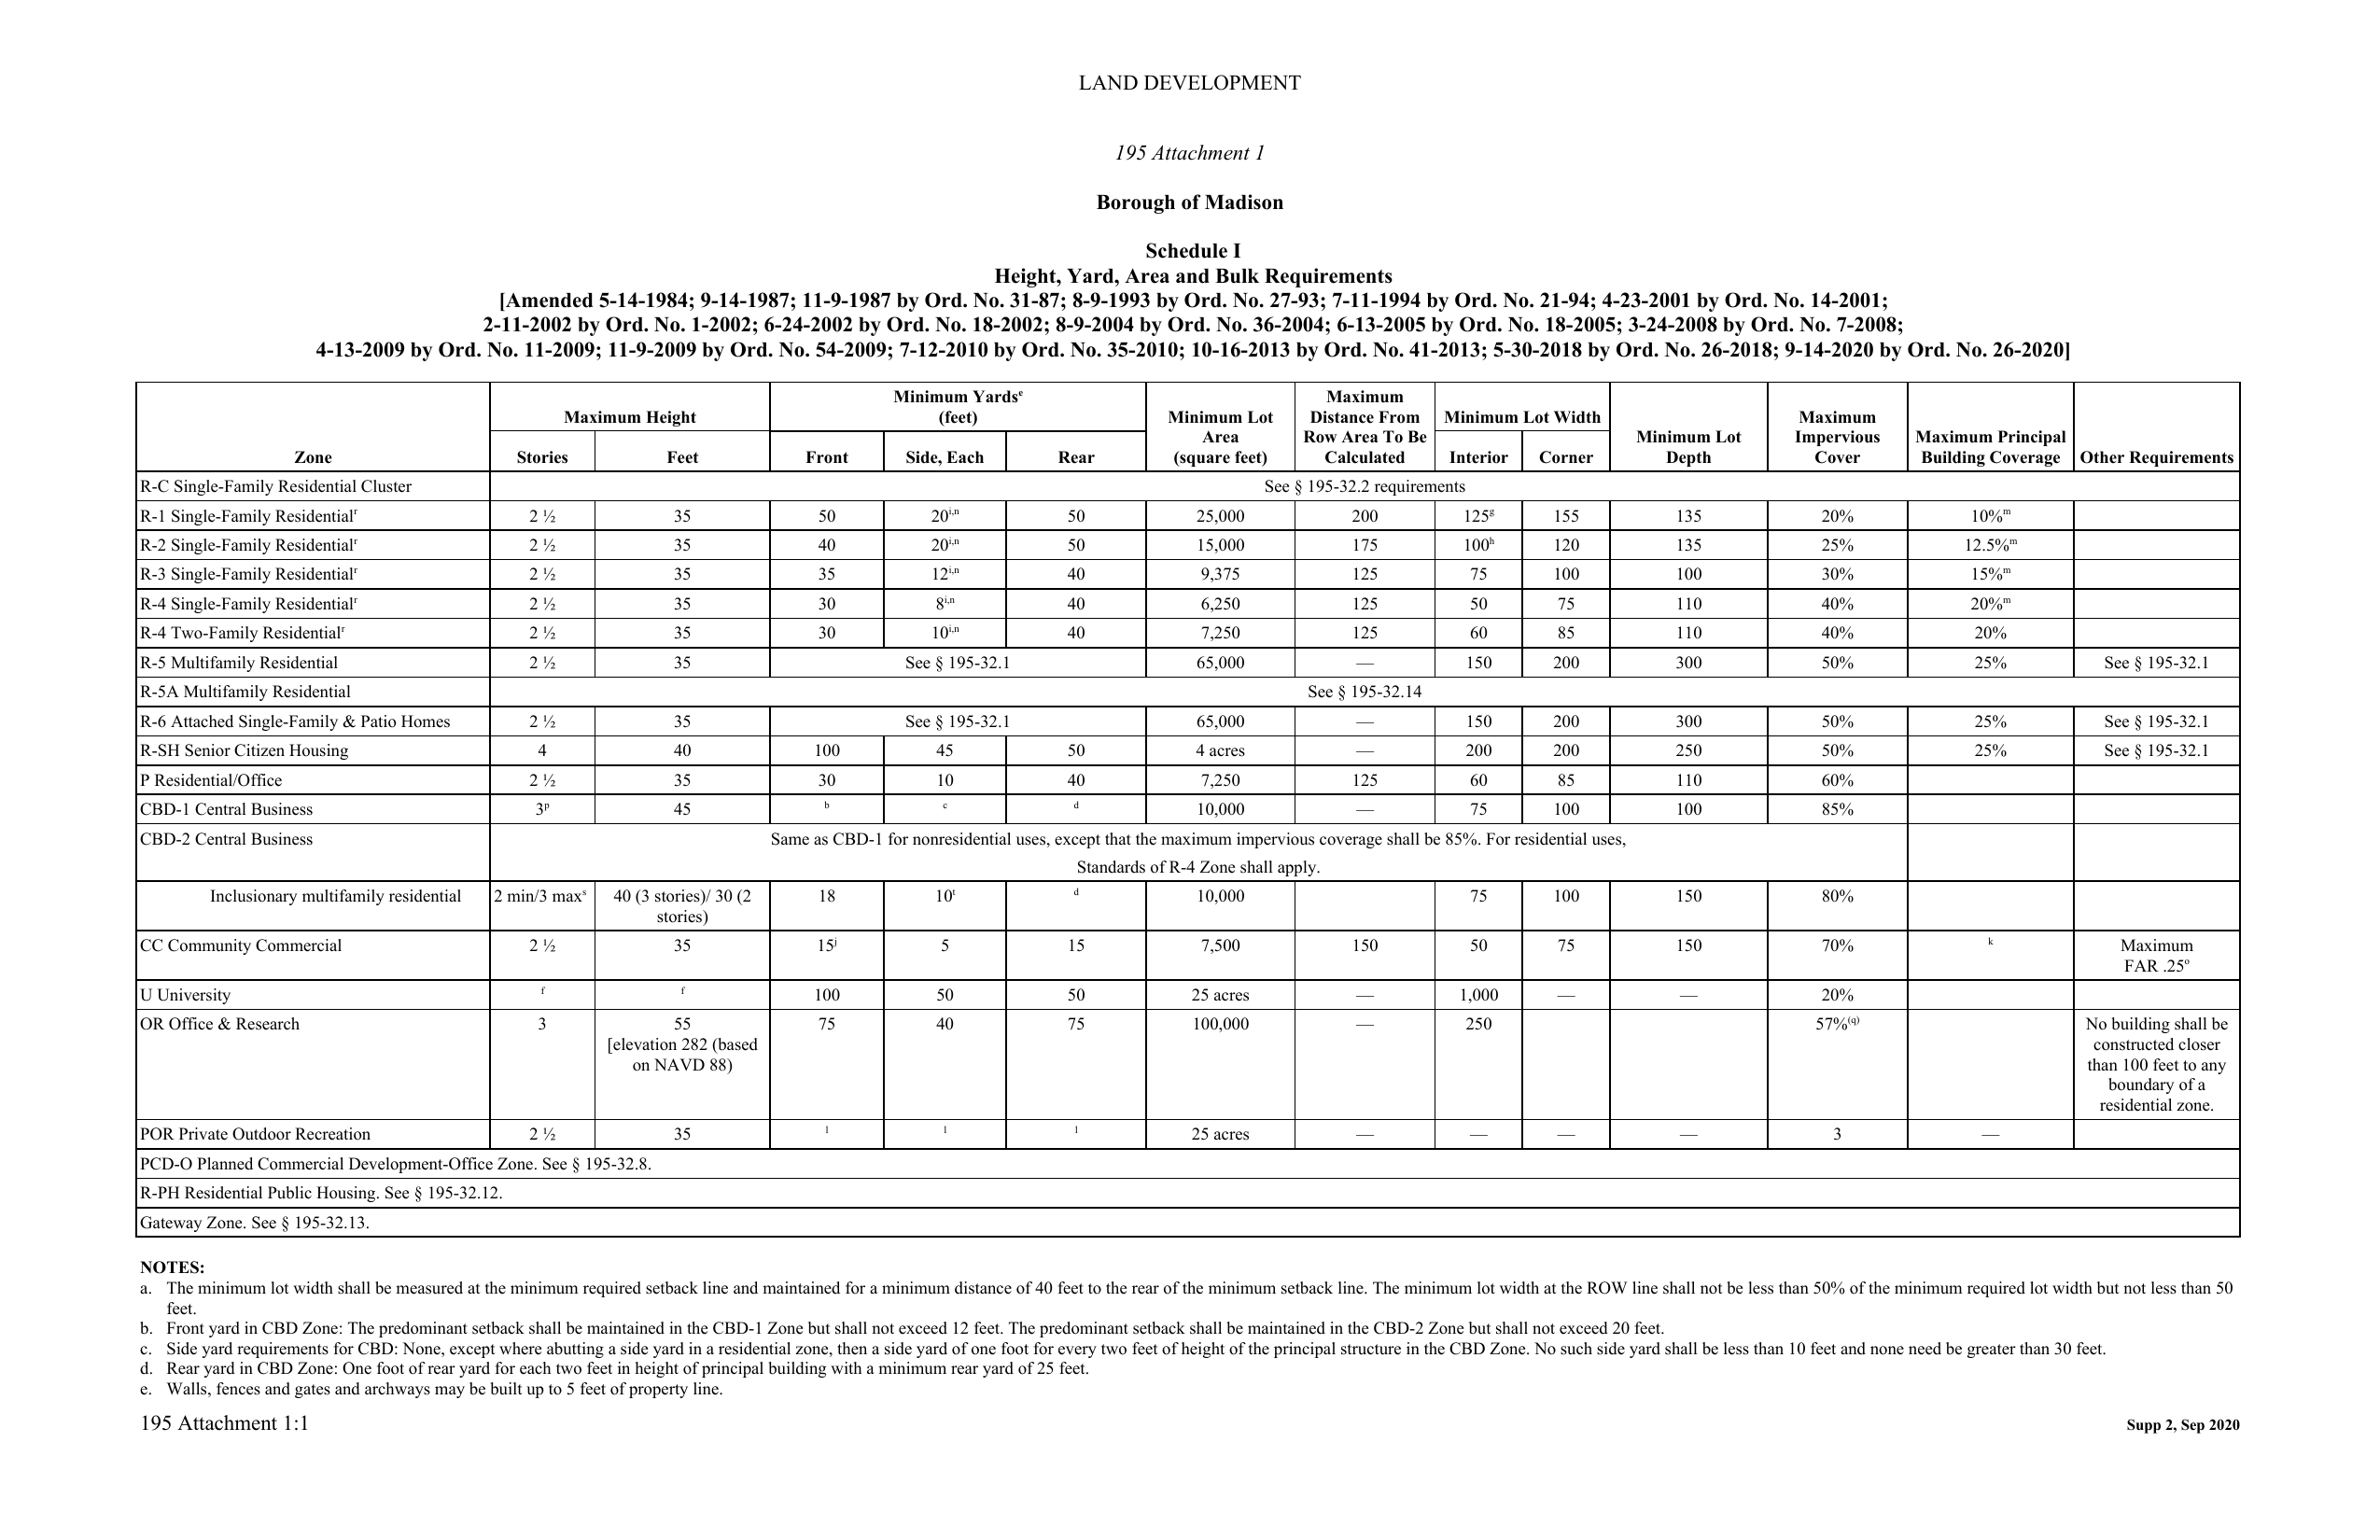 LAND DEVELOPMENT
195 Attachment 1
Borough of Madison
Schedule I
Height, Yard, Area and Bulk Requirements
[Amended 5-14-1984; 9-14-1987; 11-9-1987 by Ord. No. 31-87; 8-9-1993 by Ord. No. 27-93; 7-11-1994 by Ord. No. 21-94; 4-23-2001 by Ord. No. 14-2001;
2-11-2002 by Ord. No. 1-2002; 6-24-2002 by Ord. No. 18-2002; 8-9-2004 by Ord. No. 36-2004; 6-13-2005 by Ord. No. 18-2005; 3-24-2008 by Ord. No. 7-2008;
4-13-2009 by Ord. No. 11-2009; 11-9-2009 by Ord. No. 54-2009; 7-12-2010 by Ord. No. 35-2010; 10-16-2013 by Ord. No. 41-2013; 5-30-2018 by Ord. No. 26-2018; 9-14-2020 by Ord. No. 26-2020]
Zone
Maximum Height
Stories Feet
Minimum Yardsᵉ
(feet)
Front Side, Each Rear
Minimum Lot
Area
(square feet)
Maximum
Distance From
Row Area To Be
Calculated
Minimum Lot Width
Interior Corner
Minimum Lot
Depth
Maximum
Impervious
Cover
Maximum Principal
Building Coverage
Other Requirements
R-C Single-Family Residential Cluster See § 195-32.2 requirements
R-1 Single-Family Residentialʳ 2 ½ 35 50 20ⁱ,ⁿ 50 25,000 200 125ᵍ 155 135 20% 10%ᵐ
R-2 Single-Family Residentialʳ 2 ½ 35 40 20ⁱ,ⁿ 50 15,000 175 100ʰ 120 135 25% 12.5%ᵐ
R-3 Single-Family Residentialʳ 2 ½ 35 35 12ⁱ,ⁿ 40 9,375 125 75 100 100 30% 15%ᵐ
R-4 Single-Family Residentialʳ 2 ½ 35 30 8ⁱ,ⁿ 40 6,250 125 50 75 110 40% 20%ᵐ
R-4 Two-Family Residentialʳ 2 ½ 35 30 10ⁱ,ⁿ 40 7,250 125 60 85 110 40% 20%
R-5 Multifamily Residential 2 ½ 35 See § 195-32.1 65,000 — 150 200 300 50% 25% See § 195-32.1
R-5A Multifamily Residential See § 195-32.14
R-6 Attached Single-Family & Patio Homes 2 ½ 35 See § 195-32.1 65,000 — 150 200 300 50% 25% See § 195-32.1
R-SH Senior Citizen Housing 4 40 100 45 50 4 acres — 200 200 250 50% 25% See § 195-32.1
P Residential/Office 2 ½ 35 30 10 40 7,250 125 60 85 110 60%
CBD-1 Central Business 3ᵖ 45 ᵇ ᶜ ᵈ 10,000 — 75 100 100 85%
CBD-2 Central Business Same as CBD-1 for nonresidential uses, except that the maximum impervious coverage shall be 85%. For residential uses,
Standards of R-4 Zone shall apply.
Inclusionary multifamily residential 2 min/3 maxˢ 40 (3 stories)/ 30 (2 18 10ᵗ ᵈ 10,000 75 100 150 80%
stories)
CC Community Commercial 2 ½ 35 15ʲ 5 15 7,500 150 50 75 150 70% ᵏ Maximum
FAR .25ᵒ
U University ᶠ ᶠ 100 50 50 25 acres — 1,000 — — 20%
OR Office & Research 3 55 75 40 75 100,000 — 250 57%⁽q⁾ No building shall be
[elevation 282 (based constructed closer
on NAVD 88) than 100 feet to any
boundary of a
residential zone.
POR Private Outdoor Recreation 2 ½ 35 ˡ ˡ ˡ 25 acres — — — — 3 —
PCD-O Planned Commercial Development-Office Zone. See § 195-32.8.
R-PH Residential Public Housing. See § 195-32.12.
Gateway Zone. See § 195-32.13.
NOTES:
a. The minimum lot width shall be measured at the minimum required setback line and maintained for a minimum distance of 40 feet to the rear of the minimum setback line. The minimum lot width at the ROW line shall not be less than 50% of the minimum required lot width but not less than 50
feet.
b. Front yard in CBD Zone: The predominant setback shall be maintained in the CBD-1 Zone but shall not exceed 12 feet. The predominant setback shall be maintained in the CBD-2 Zone but shall not exceed 20 feet.
c. Side yard requirements for CBD: None, except where abutting a side yard in a residential zone, then a side yard of one foot for every two feet of height of the principal structure in the CBD Zone. No such side yard shall be less than 10 feet and none need be greater than 30 feet.
d. Rear yard in CBD Zone: One foot of rear yard for each two feet in height of principal building with a minimum rear yard of 25 feet.
e. Walls, fences and gates and archways may be built up to 5 feet of property line.
195 Attachment 1:1 Supp 2, Sep 2020